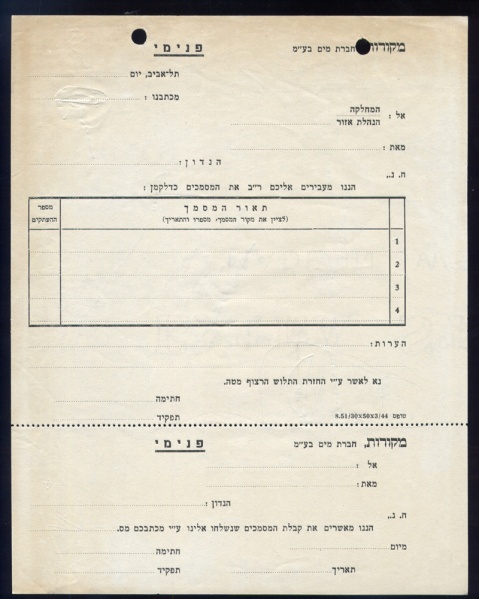 מקורות, חברת מים בע״מ פנימי
תל־אביב, יום
מכתבנו :
אל : המחלקה
הנהלת אזור
מאת :
ח. נ.,
הנדון :
הננו מעבירים אליכם ר״ב את המסמכים כדלקמן :
תאור המסמך מספר
(לציין את מקור המסמך, מספרו והתאריך) ההעתקים
1
2
3
4
הערות :
נא לאשר ע״י החזרת התלוש הרצוף מטה.
חתימה
טופס 44/8.51/30x50x3 תפקיד
מקורות, חברת מים בע״מ פנימי
אל :
מאת :
ח. נ., הנדון :
הננו מאשרים את קבלת המסמכים שנשלחו אלינו ע״י מכתבכם מס.
מיום חתימה
תאריך תפקיד